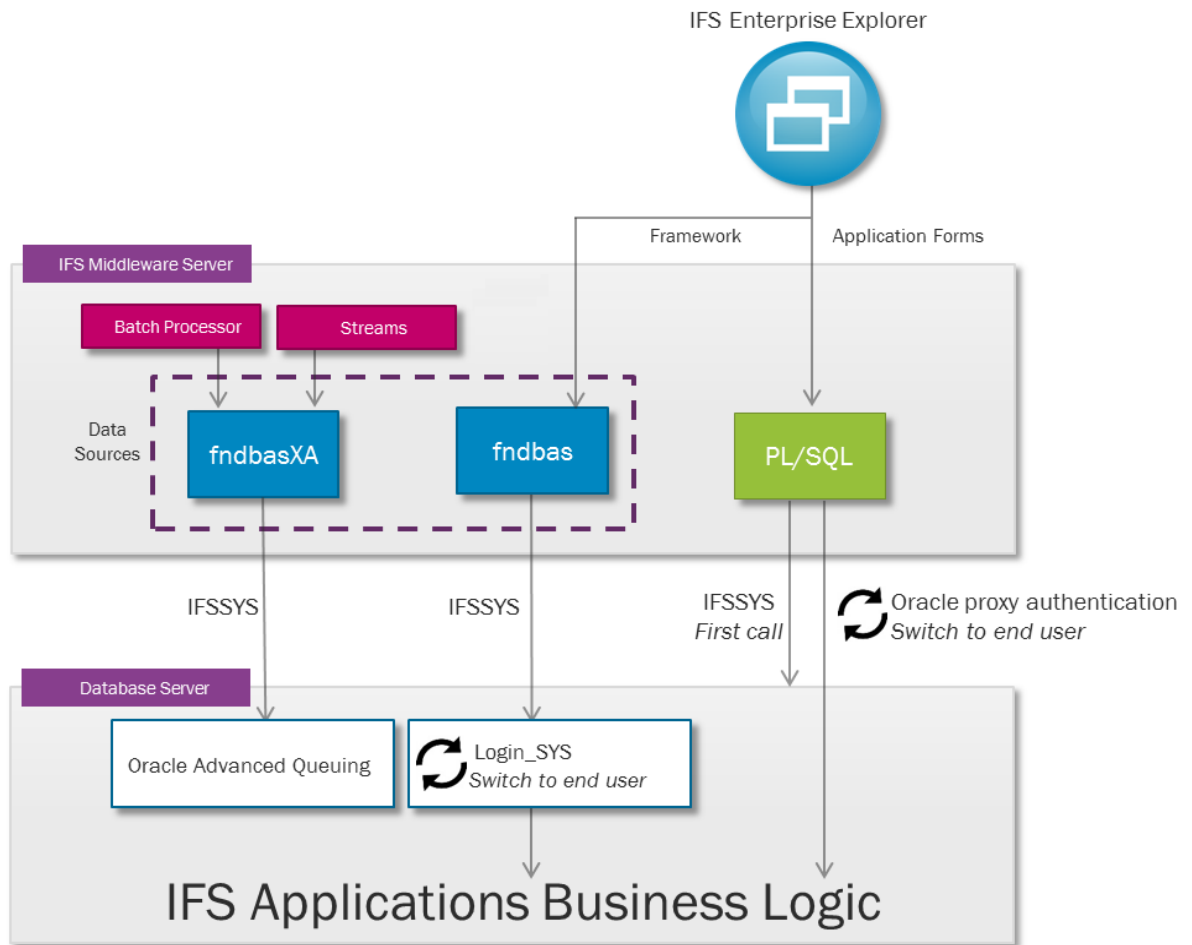 IFS Enterprise Explorer
Framework
Application Forms
IFS Middleware Server
Batch Processor
Streams
Data
Sources
fndbasXA
fndbas
PL/SQL
IFSSYS
IFSSYS
IFSSYS
First call
Oracle proxy authentication
Switch to end user
Database Server
Oracle Advanced Queuing
Login_SYS
Switch to end user
IFS Applications Business Logic